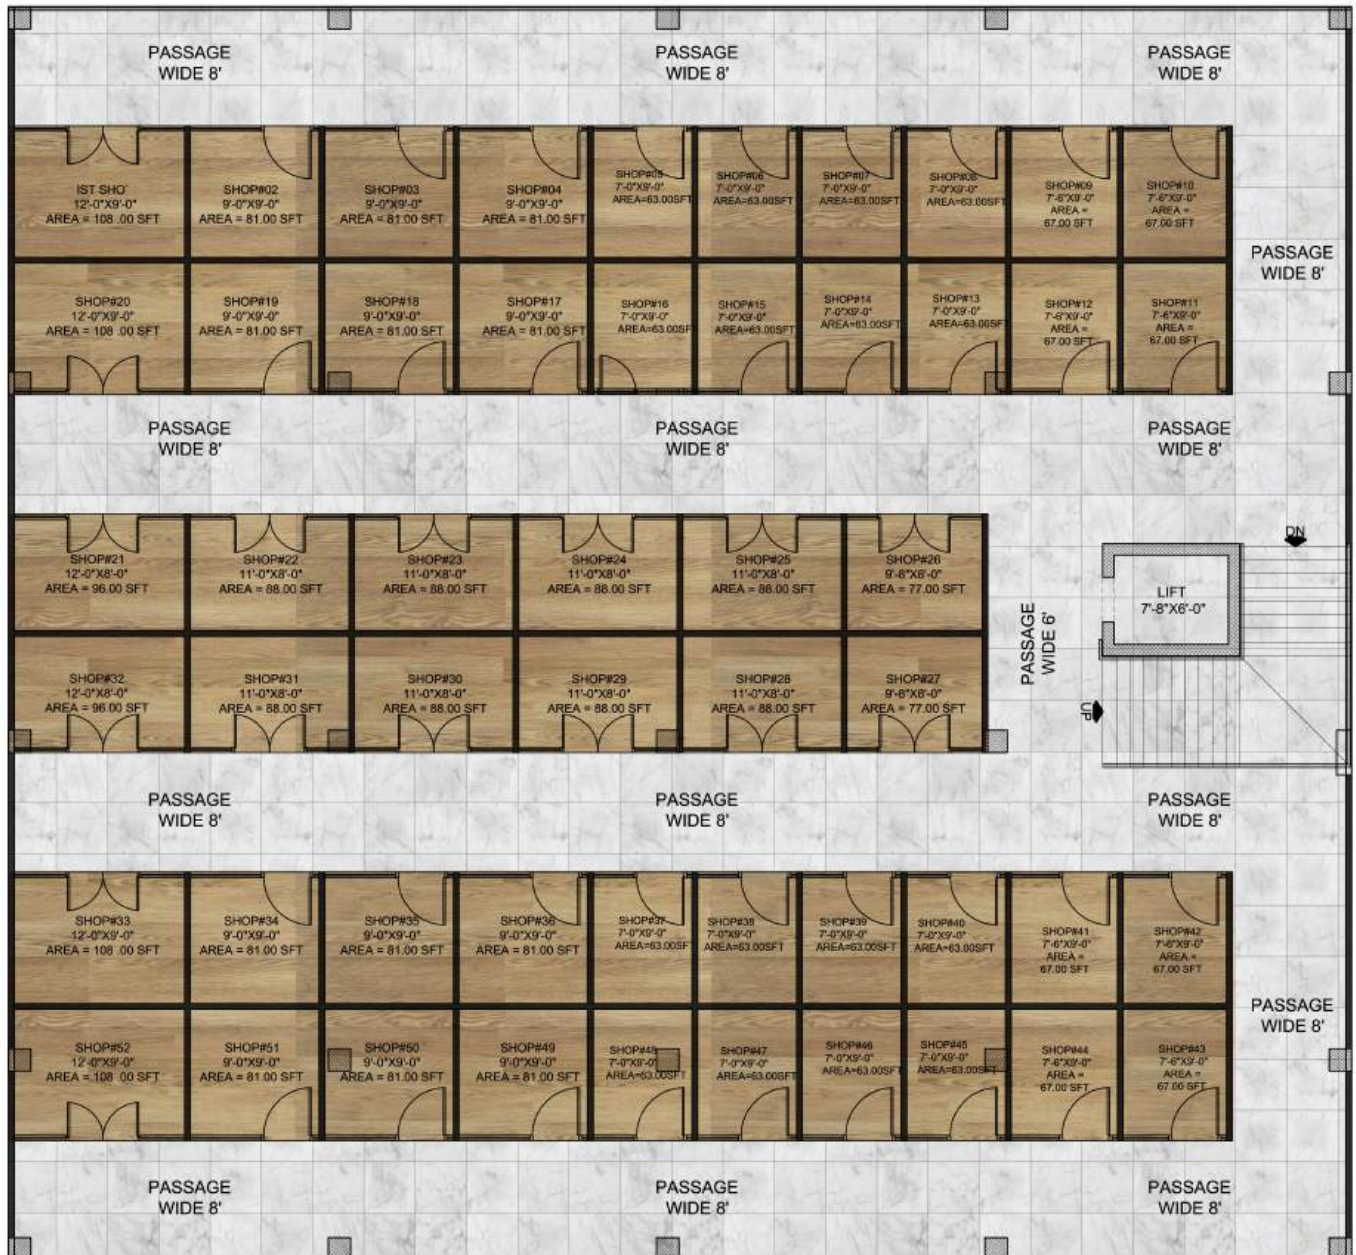 PASSAGE
WIDE 8'
PASSAGE
WIDE 8'
PASSAGE
WIDE 8'
IST SHO
12'-0"X9'-0"
AREA = 108 .00 SFT
SHOP#02
9'-0"X9'-0"
AREA = 81.00 SFT
SHOP#03
9'-0"X9'-0"
AREA = 81.00 SFT
SHOP#04
9'-0"X9'-0"
AREA = 81.00 SFT
SHOP#05
7'-0"X9'-0"
AREA=63.00SFT
SHOP#06
7'-0"X9'-0"
AREA=63.00SFT
SHOP#07
7'-0"X9'-0"
AREA=63.00SFT
SHOP#08
7'-0"X9'-0"
AREA=63.00SFT
SHOP#09
7'-6"X9'-0"
AREA =
67.00 SFT
SHOP#10
7'-6"X9'-0"
AREA =
67.00 SFT
PASSAGE
WIDE 8'
SHOP#20
12'-0"X9'-0"
AREA = 108 .00 SFT
SHOP#19
9'-0"X9'-0"
AREA = 81.00 SFT
SHOP#18
9'-0"X9'-0"
AREA = 81.00 SFT
SHOP#17
9'-0"X9'-0"
AREA = 81.00 SFT
SHOP#16
7'-0"X9'-0"
AREA=63.00SF
SHOP#15
7'-0"X9'-0"
AREA=63.00SFT
SHOP#14
7'-0"X9'-0"
AREA=63.00SFT
SHOP#13
7'-0"X9'-0"
AREA=63.00SFT
SHOP#12
7'-6"X9'-0"
AREA =
67.00 SFT
SHOP#11
7'-6"X9'-0"
AREA =
67.00 SFT
PASSAGE
WIDE 8'
PASSAGE
WIDE 8'
PASSAGE
WIDE 8'
SHOP#21
12'-0"X8'-0"
AREA = 96.00 SFT
SHOP#22
11'-0"X8'-0"
AREA = 88.00 SFT
SHOP#23
11'-0"X8'-0"
AREA = 88.00 SFT
SHOP#24
11'-0"X8'-0"
AREA = 88.00 SFT
SHOP#25
11'-0"X8'-0"
AREA = 88.00 SFT
SHOP#26
9'-8"X8'-0"
AREA = 77.00 SFT
DN
LIFT
7'-8"X6'-0"
PASSAGE
WIDE 6'
UP
SHOP#32
12'-0"X8'-0"
AREA = 96.00 SFT
SHOP#31
11'-0"X8'-0"
AREA = 88.00 SFT
SHOP#30
11'-0"X8'-0"
AREA = 88.00 SFT
SHOP#29
11'-0"X8'-0"
AREA = 88.00 SFT
SHOP#28
11'-0"X8'-0"
AREA = 88.00 SFT
SHOP#27
9'-8"X8'-0"
AREA = 77.00 SFT
PASSAGE
WIDE 8'
PASSAGE
WIDE 8'
PASSAGE
WIDE 8'
SHOP#33
12'-0"X9'-0"
AREA = 108 .00 SFT
SHOP#34
9'-0"X9'-0"
AREA = 81.00 SFT
SHOP#35
9'-0"X9'-0"
AREA = 81.00 SFT
SHOP#36
9'-0"X9'-0"
AREA = 81.00 SFT
SHOP#37
7'-0"X9'-0"
AREA=63.00SF
SHOP#38
7'-0"X9'-0"
AREA=63.00SFT
SHOP#39
7'-0"X9'-0"
AREA=63.00SFT
SHOP#40
7'-0"X9'-0"
AREA=63.00SFT
SHOP#41
7'-6"X9'-0"
AREA =
67.00 SFT
SHOP#42
7'-6"X9'-0"
AREA =
67.00 SFT
PASSAGE
WIDE 8'
SHOP#52
12'-0"X9'-0"
AREA = 108 .00 SFT
SHOP#51
9'-0"X9'-0"
AREA = 81.00 SFT
SHOP#50
9'-0"X9'-0"
AREA = 81.00 SFT
SHOP#49
9'-0"X9'-0"
AREA = 81.00 SFT
SHOP#48
7'-0"X9'-0"
AREA=63.00SFT
SHOP#47
7'-0"X9'-0"
AREA=63.00SFT
SHOP#46
7'-0"X9'-0"
AREA=63.00SFT
SHOP#45
7'-0"X9'-0"
AREA=63.00SFT
SHOP#44
7'-6"X9'-0"
AREA =
67.00 SFT
SHOP#43
7'-6"X9'-0"
AREA =
67.00 SFT
PASSAGE
WIDE 8'
PASSAGE
WIDE 8'
PASSAGE
WIDE 8'